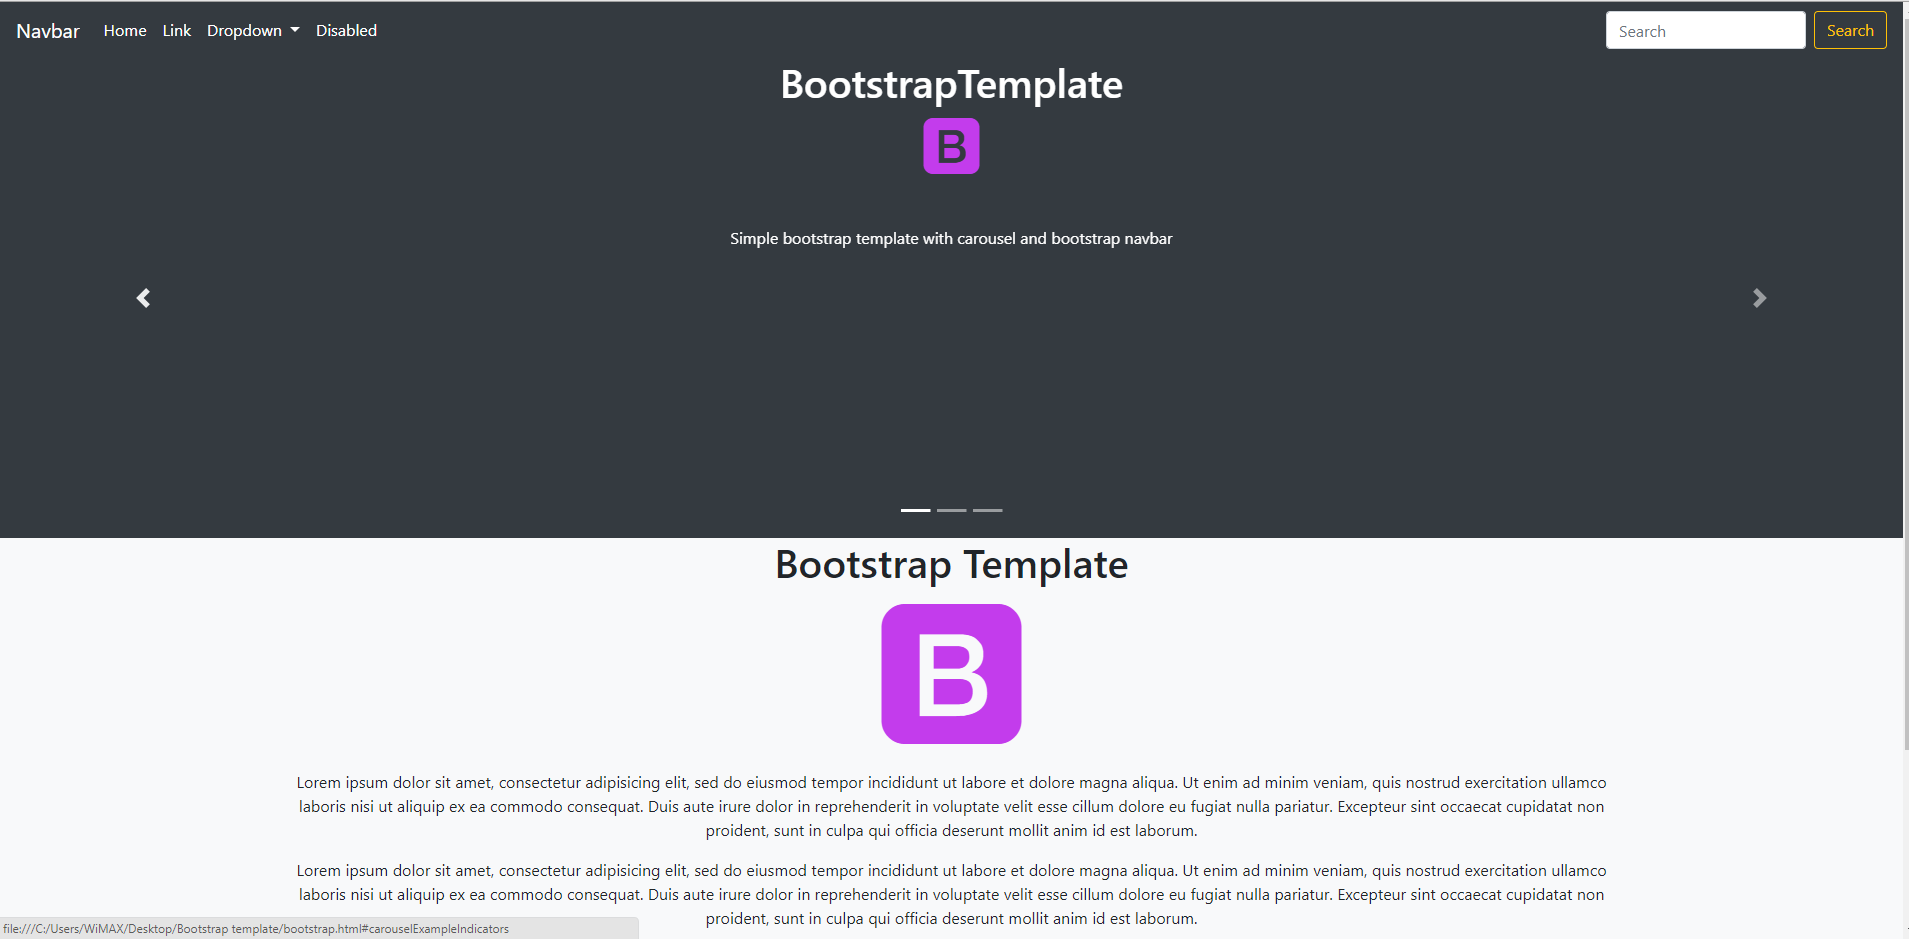 Navbar Home Link Dropdown Disabled Search Search
BootstrapTemplate
B
Simple bootstrap template with carousel and bootstrap navbar
Bootstrap Template
B
Lorem ipsum dolor sit amet, consectetur adipisicing elit, sed do eiusmod tempor incididunt ut labore et dolore magna aliqua. Ut enim ad minim veniam, quis nostrud exercitation ullamco
laboris nisi ut aliquip ex ea commodo consequat. Duis aute irure dolor in reprehenderit in voluptate velit esse cillum dolore eu fugiat nulla pariatur. Excepteur sint occaecat cupidatat non
proident, sunt in culpa qui officia deserunt mollit anim id est laborum.
Lorem ipsum dolor sit amet, consectetur adipisicing elit, sed do eiusmod tempor incididunt ut labore et dolore magna aliqua. Ut enim ad minim veniam, quis nostrud exercitation ullamco
laboris nisi ut aliquip ex ea commodo consequat. Duis aute irure dolor in reprehenderit in voluptate velit esse cillum dolore eu fugiat nulla pariatur. Excepteur sint occaecat cupidatat non
proident, sunt in culpa qui officia deserunt mollit anim id est laborum.
file:///C:/Users/WiMAX/Desktop/Bootstrap template/bootstrap.html#carouselExampleIndicators